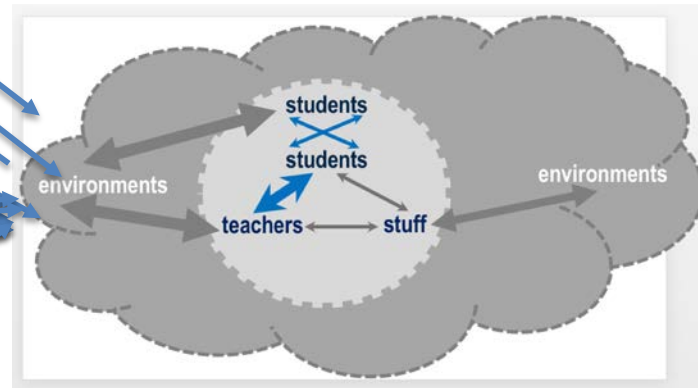 students
students
environments
environments
teachers
stuff